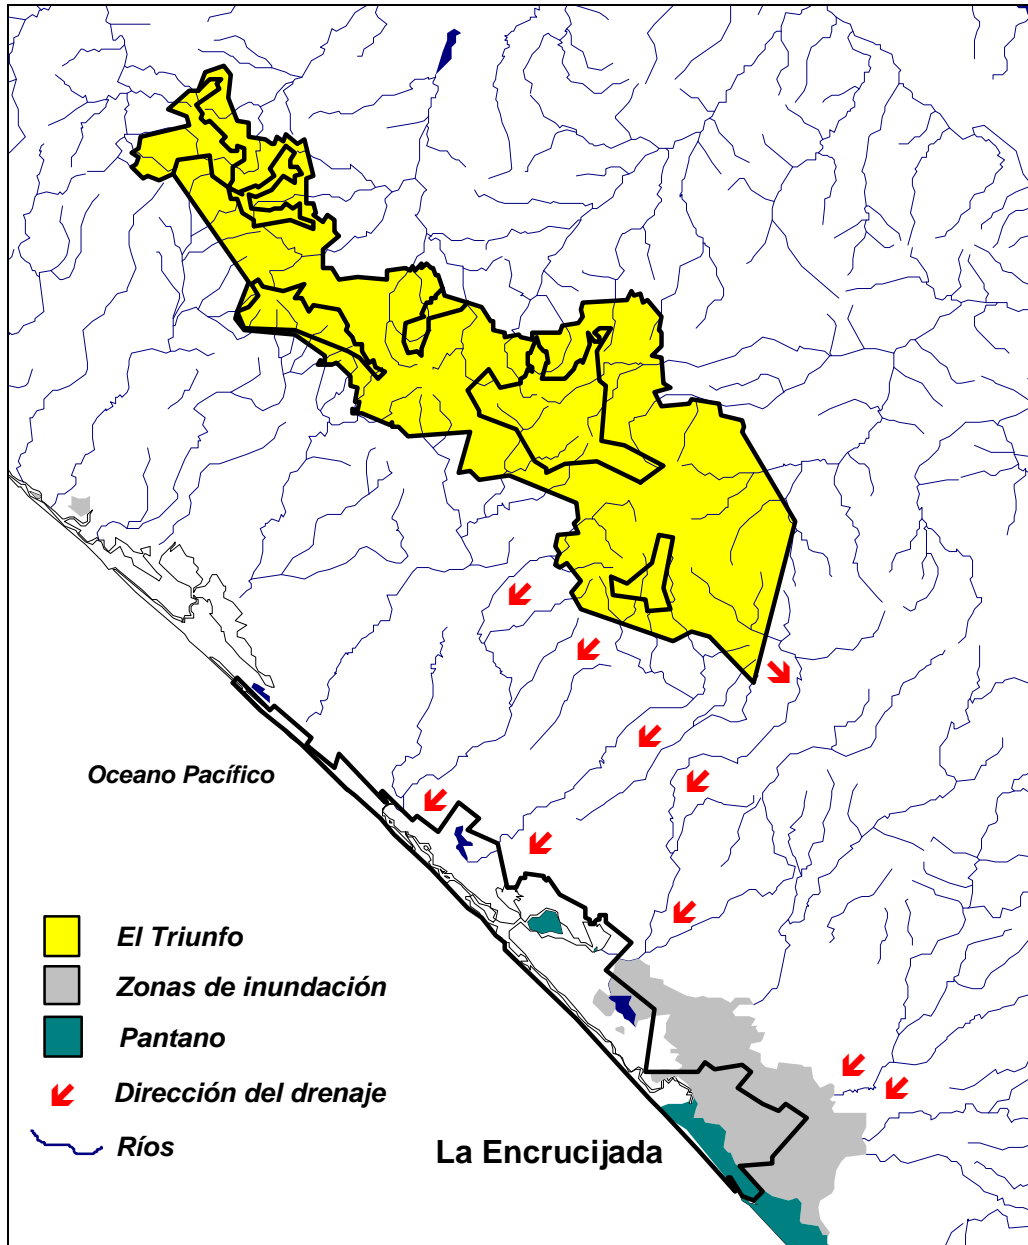 Oceano Pacífico
El Triunfo
Zonas de inundación
Pantano
Dirección del drenaje
Ríos
La Encrucijada